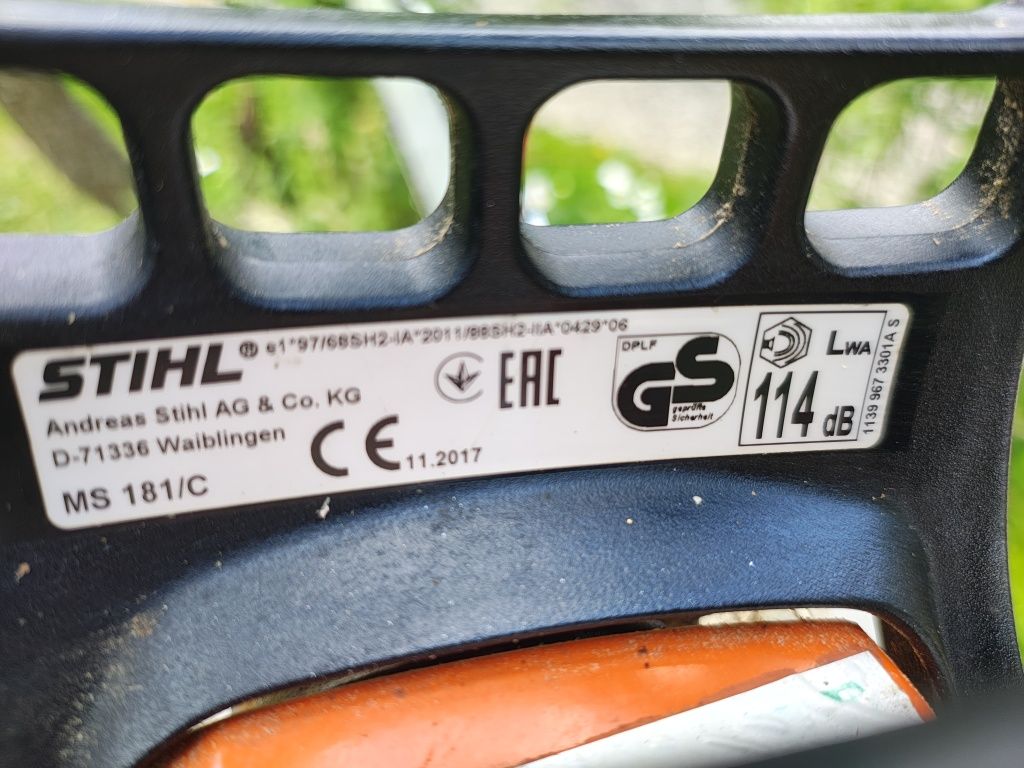 STIHL® e1*97/68SH2-IA*2011/88SH2-IIA*0429*06
Andreas Stihl AG & Co. KG
D-71336 Waiblingen
MS 181/C
CE 11.2017
EAC
DPLF
GS
geprüfte
Sicherheit
LWA
114 dB
1139 967 3301A S